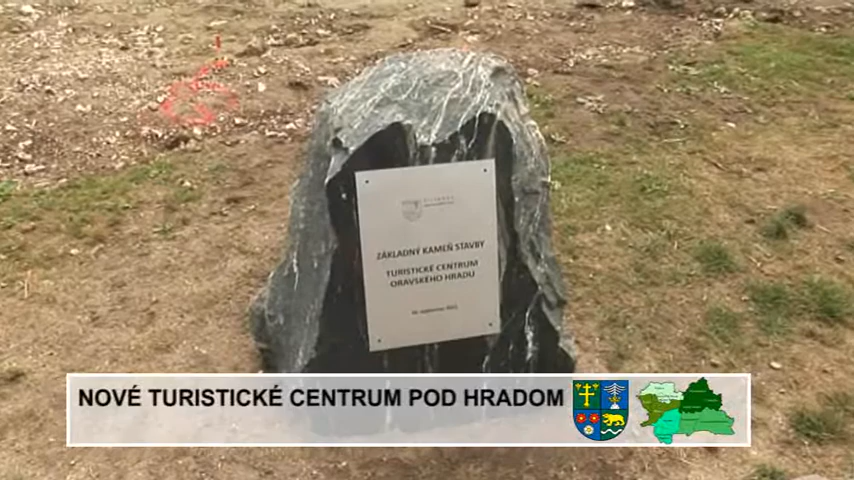 ZÁKLADNÝ KAMEŇ STAVBY
TURISTICKÉ CENTRUM
ORAVSKÉHO HRADU
NOVÉ TURISTICKÉ CENTRUM POD HRADOM